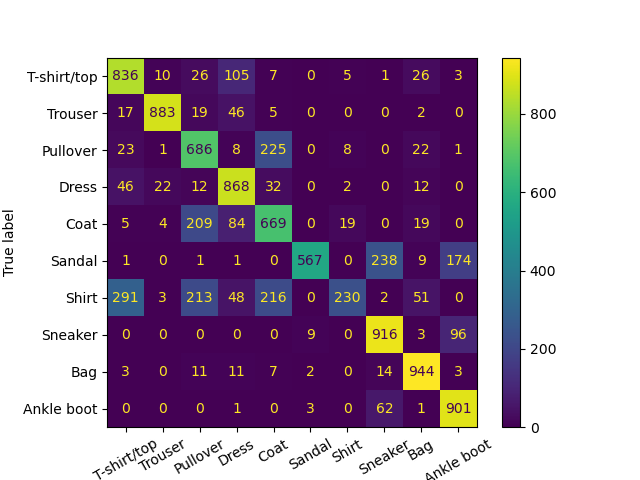 T-shirt/top 836 10 26 105 7 0 5 1 26 3
Trouser 17 883 19 46 5 0 0 0 2 0
Pullover 23 1 686 8 225 0 8 0 22 1
Dress 46 22 12 868 32 0 2 0 12 0
Coat 5 4 209 84 669 0 19 0 19 0
Sandal 1 0 1 1 0 567 0 238 9 174
Shirt 291 3 213 48 216 0 230 2 51 0
Sneaker 0 0 0 0 0 9 0 916 3 96
Bag 3 0 11 11 7 2 0 14 944 3
Ankle boot 0 0 0 1 0 3 0 62 1 901
T-shirt/top Trouser Pullover Dress Coat Sandal Shirt Sneaker Bag Ankle boot
True label
800
600
400
200
0